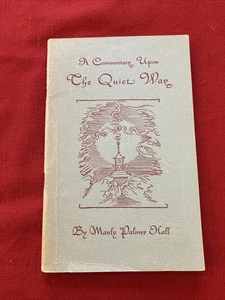 A Commentary Upon
The Quiet Way
By Manly Palmer Hall